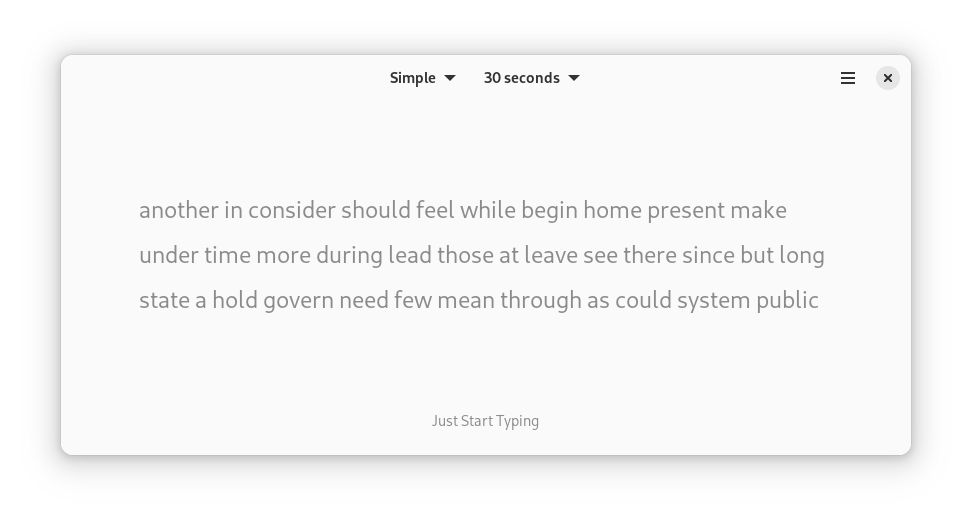 Simple 30 seconds
another in consider should feel while begin home present make
under time more during lead those at leave see there since but long
state a hold govern need few mean through as could system public
Just Start Typing